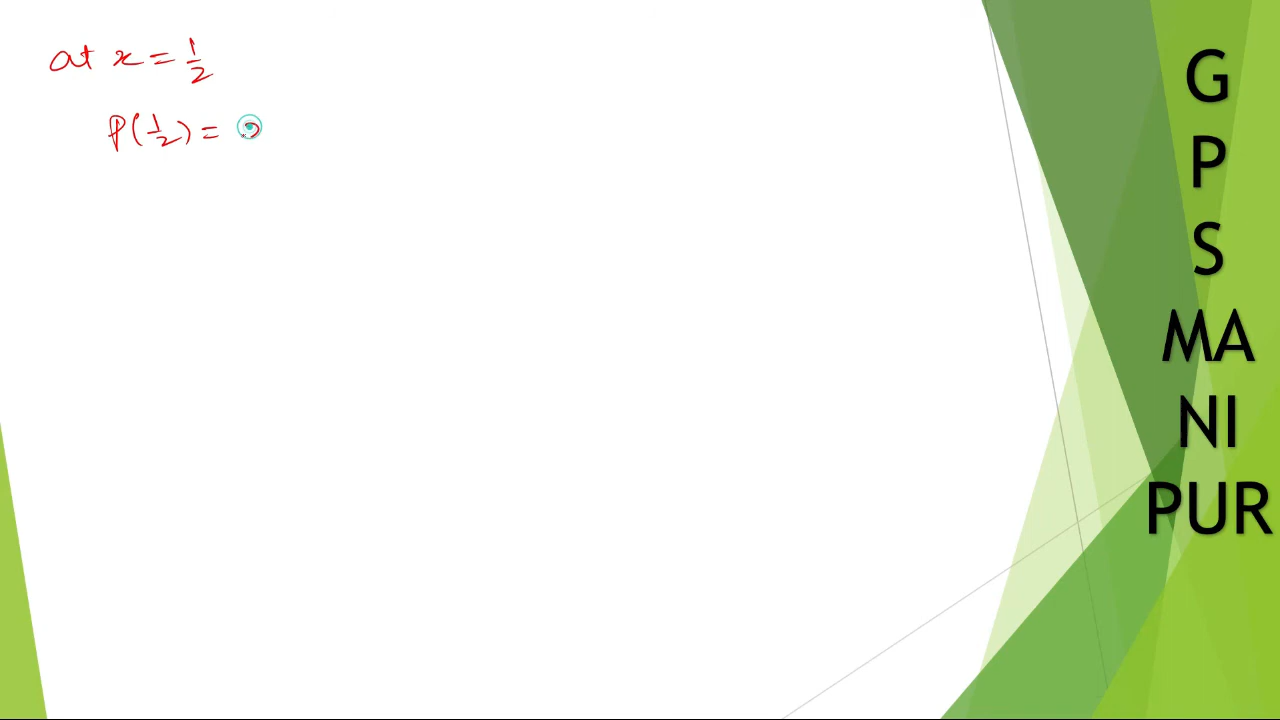 at x = 1/2
P(1/2) =
G
P
S
MA
NI
PUR